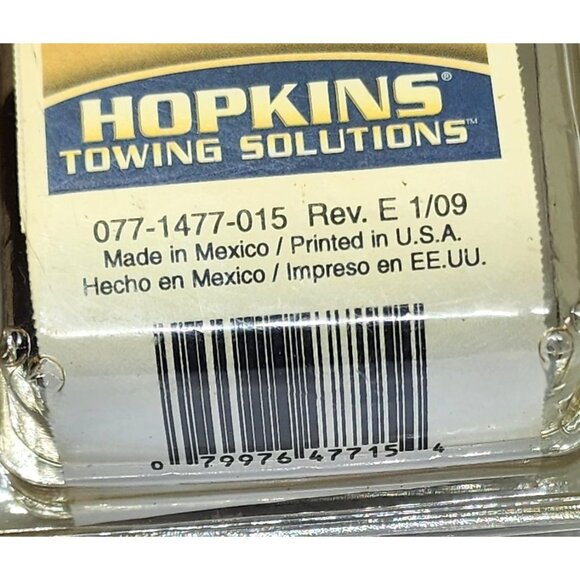 HOPKINS®
TOWING SOLUTIONS™
077-1477-015 Rev. E 1/09
Made in Mexico / Printed in U.S.A.
Hecho en Mexico / Impreso en EE.UU.
0 79976 47715 4